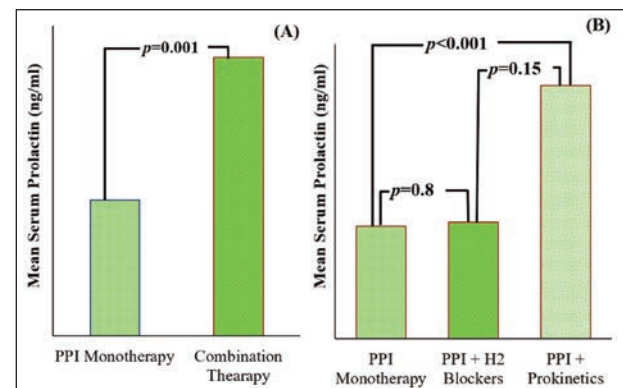 (A)
p=0.001
Mean Serum Prolactin (ng/ml)
PPI Monotherapy
Combination
Thearapy
(B)
p<0.001
p=0.15
p=0.8
Mean Serum Prolactin (ng/ml)
PPI
Monotherapy
PPI + H2
Blockers
PPI +
Prokinetics